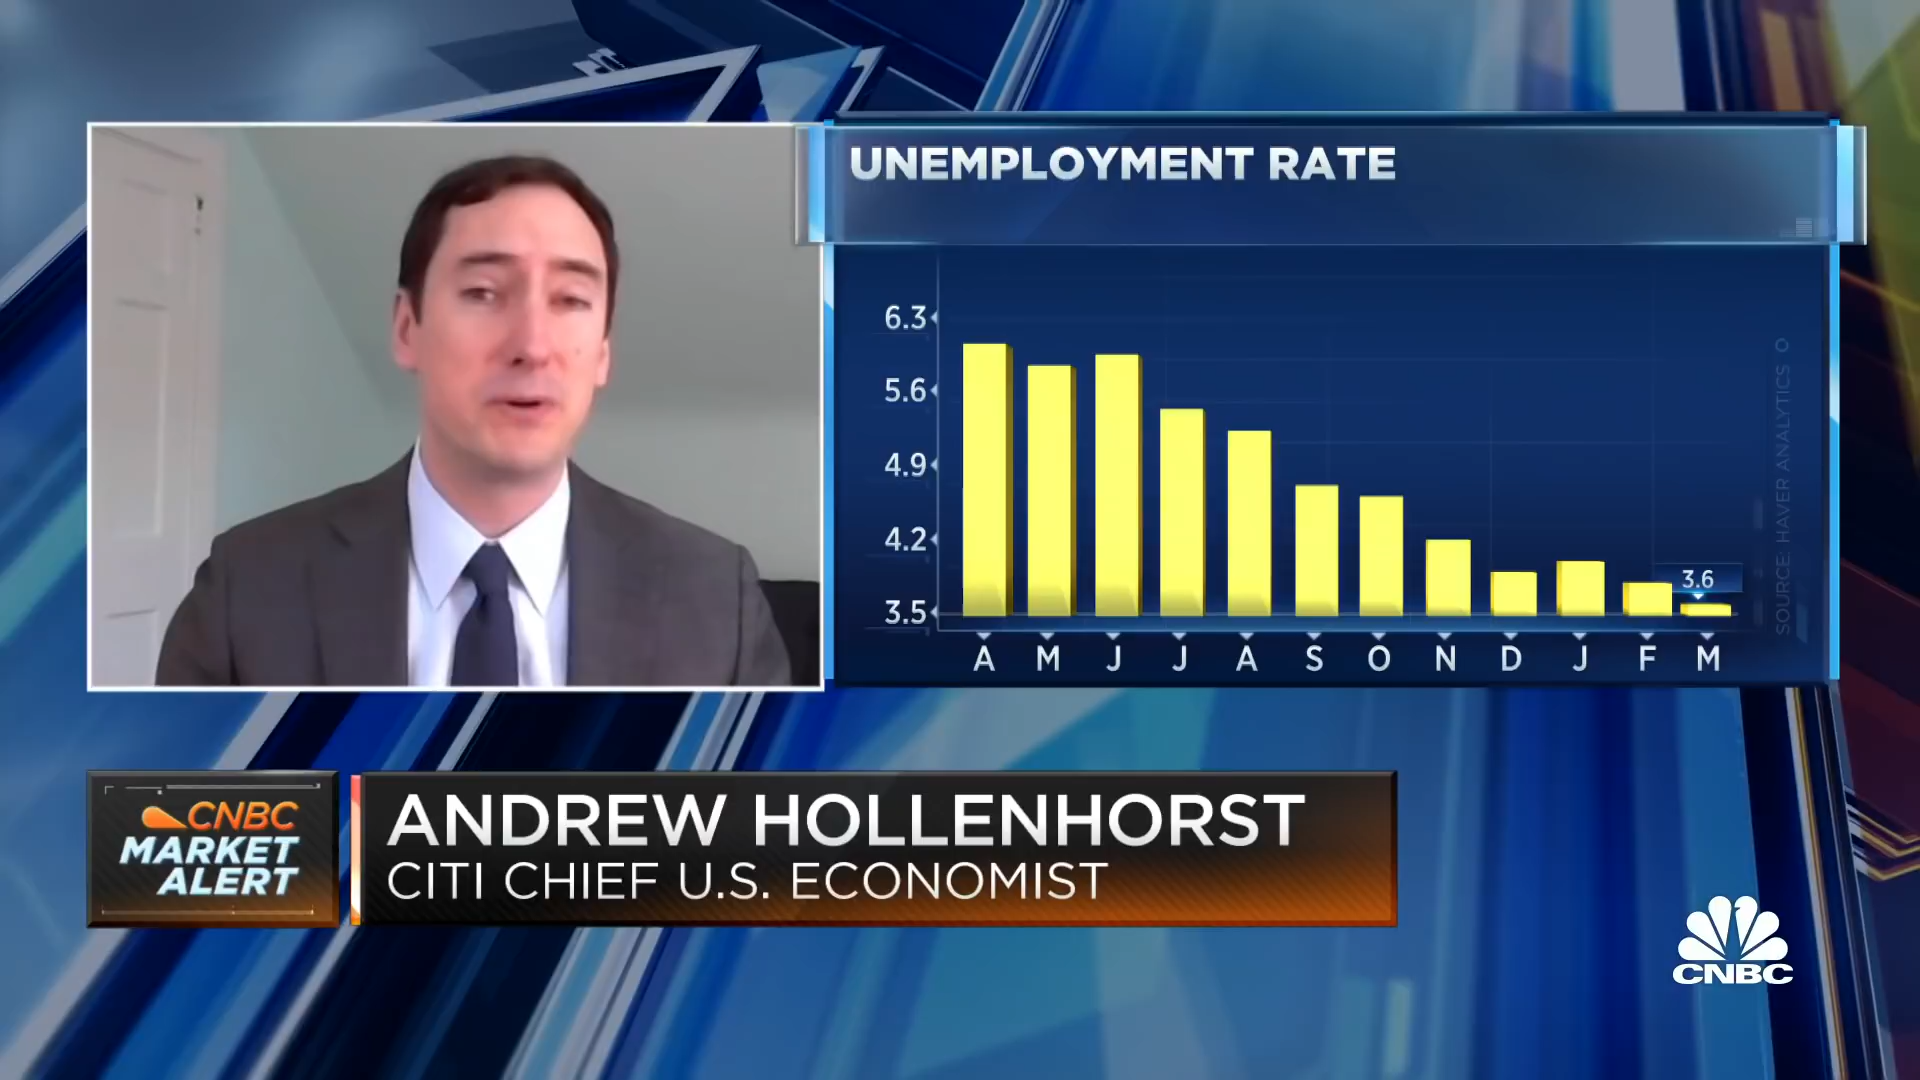 UNEMPLOYMENT RATE
6.3
5.6
4.9
4.2
3.5
3.6
A M J J A S O N D J F M
SOURCE: HAVER ANALYTICS
CNBC
MARKET
ALERT
ANDREW HOLLENHORST
CITI CHIEF U.S. ECONOMIST
CNBC